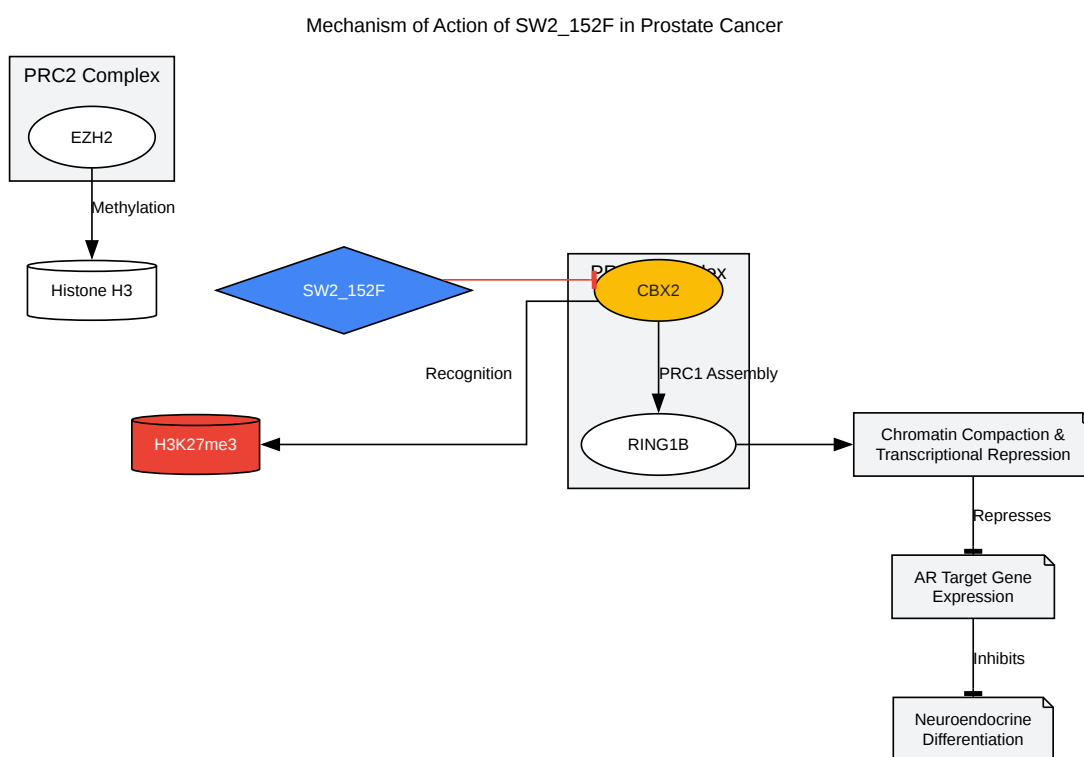 Mechanism of Action of SW2_152F in Prostate Cancer
PRC2 Complex
EZH2
Methylation
Histone H3
SW2_152F
CBX2
Recognition
PRC1 Assembly
H3K27me3
RING1B
Chromatin Compaction &
Transcriptional Repression
Represses
AR Target Gene
Expression
Inhibits
Neuroendocrine
Differentiation